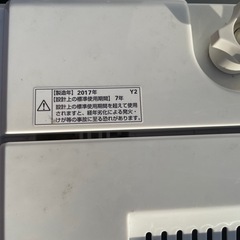 【製造年】2017年 Y2
【設計上の標準使用期間】7年
設計上の標準使用期間を超えて使用
されますと、経年劣化による発火・
けが等の事故に至る恐れがあります。